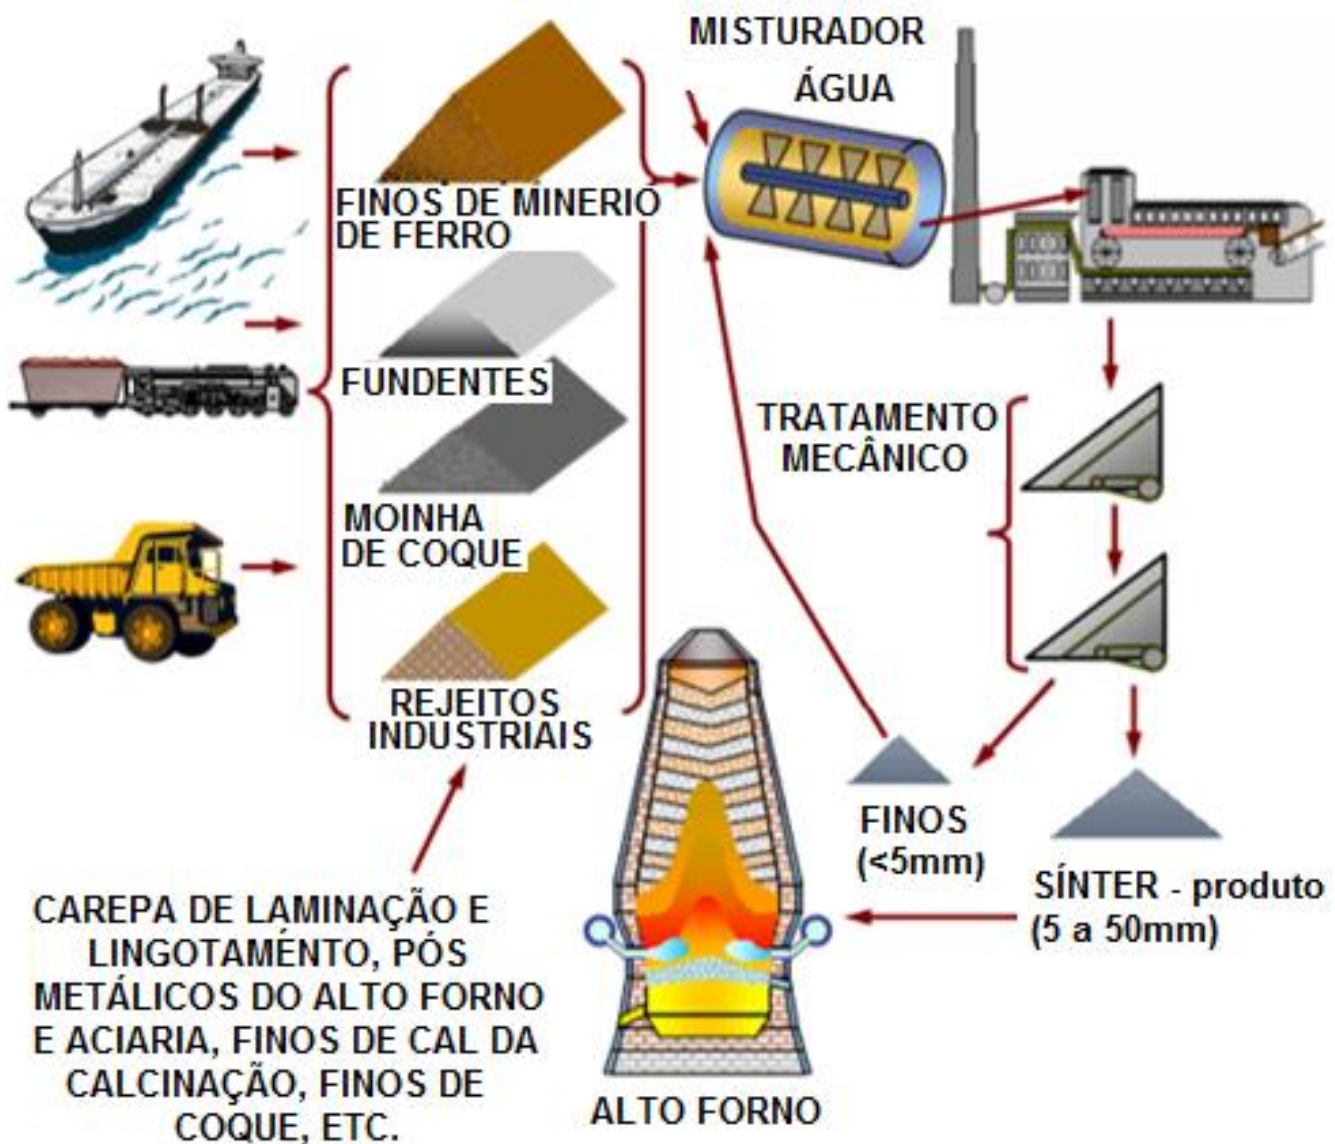 MISTURADOR
ÁGUA
FINOS DE MINERIO
DE FERRO
FUNDENTES
MOINHA
DE COQUE
REJEITOS
INDUSTRIAIS
TRATAMENTO
MECÂNICO
FINOS
(<5mm)
SÍNTER - produto
(5 a 50mm)
CAREPA DE LAMINAÇÃO E
LINGOTAMENTO, PÓS
METÁLICOS DO ALTO FORNO
E ACIARIA, FINOS DE CAL DA
CALCINAÇÃO, FINOS DE
COQUE, ETC.
ALTO FORNO